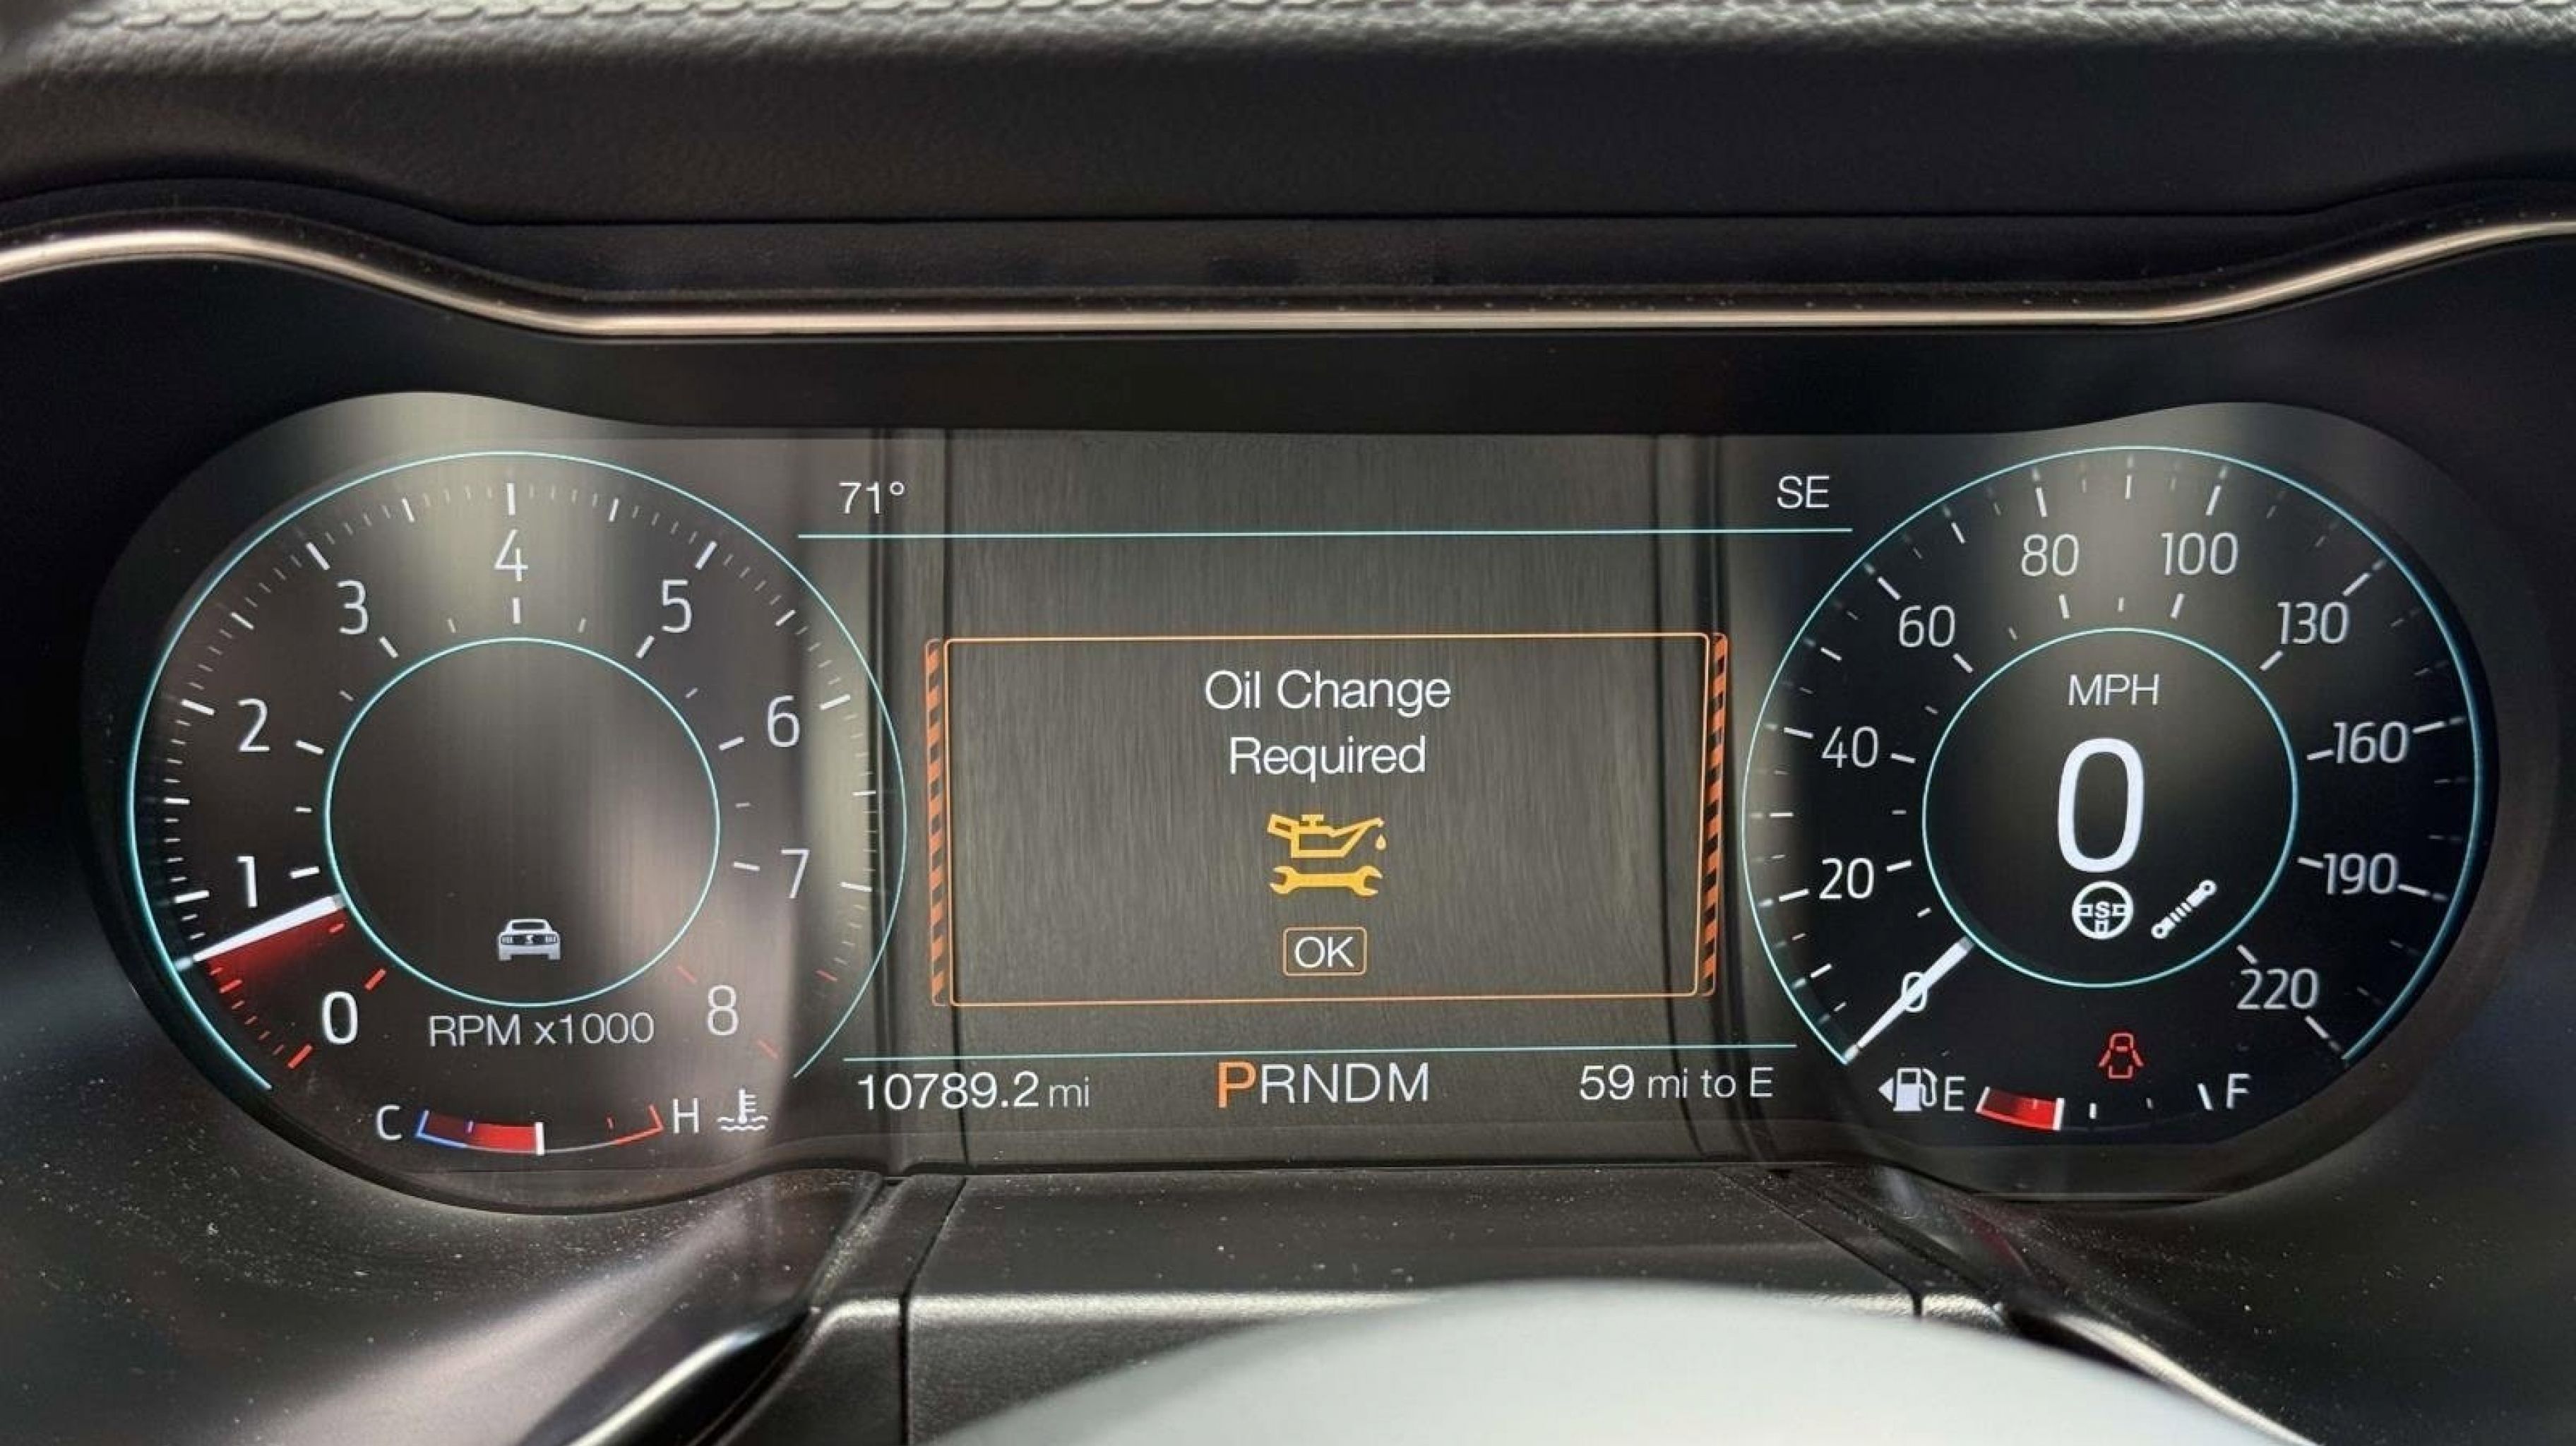 71°
SE
0
1
2
3
4
5
6
7
8
RPM x1000
C
H
Oil Change
Required
OK
10789.2 mi
PRNDM
59 mi to E
0
20
40
60
80
100
130
160
190
220
MPH
0
S
E
F